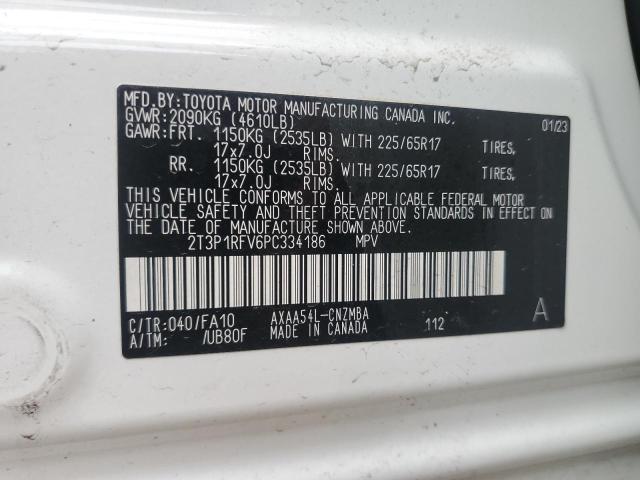 MFD.BY:TOYOTA MOTOR MANUFACTURING CANADA INC.
GVWR:2090KG (4610LB) 01/23
GAWR:FRT. 1150KG (2535LB) WITH 225/65R17 TIRES,
17x7.0J RIMS.
RR. 1150KG (2535LB) WITH 225/65R17 TIRES,
17x7.0J RIMS.
THIS VEHICLE CONFORMS TO ALL APPLICABLE FEDERAL MOTOR
VEHICLE SAFETY AND THEFT PREVENTION STANDARDS IN EFFECT ON
THE DATE OF MANUFACTURE SHOWN ABOVE.
2T3P1RFV6PC334186 MPV
C/TR:040/FA10 AXAA54L-CNZMBA
A/TM: /UB80F MADE IN CANADA 112 A